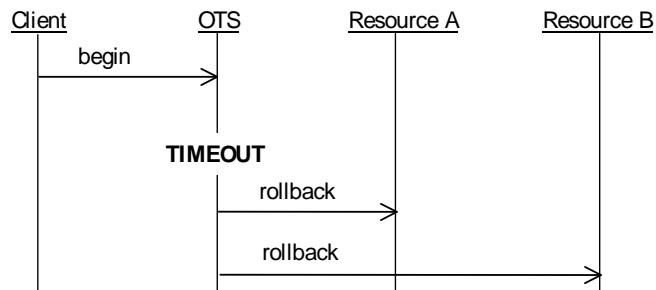 Client OTS Resource A Resource B
begin
TIMEOUT
rollback
rollback